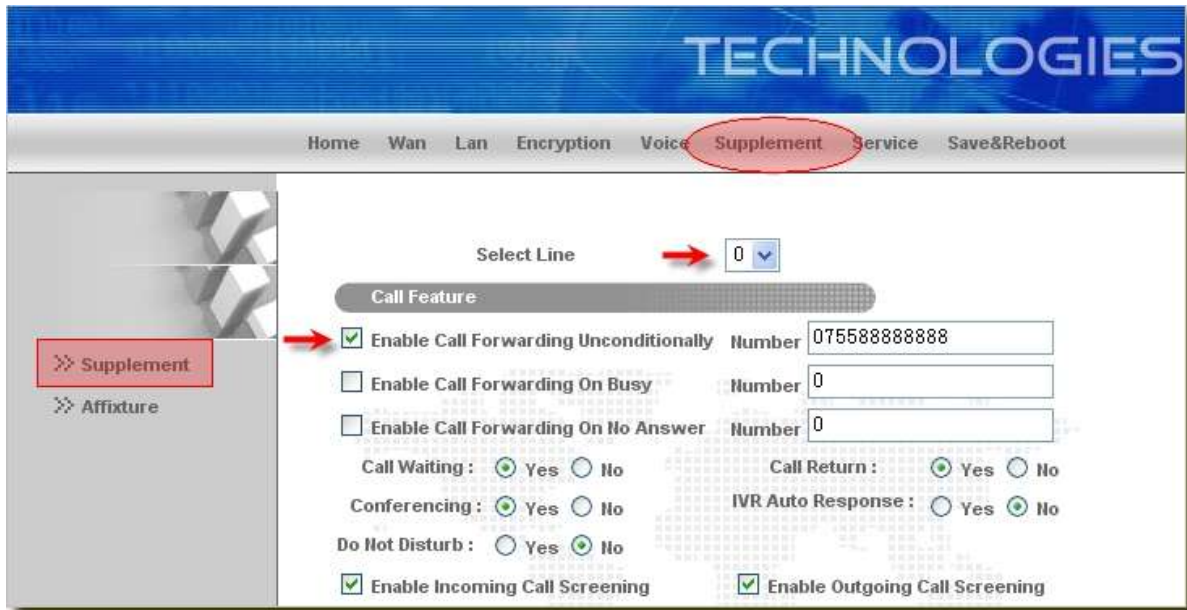 TECHNOLOGIES
Home Wan Lan Encryption Voice Supplement Service Save&Reboot
Select Line 0
Call Feature
>> Supplement
>> Affixture
Enable Call Forwarding Unconditionally Number 075588888888
Enable Call Forwarding On Busy Number 0
Enable Call Forwarding On No Answer Number 0
Call Waiting : Yes No Call Return : Yes No
Conferencing : Yes No IVR Auto Response : Yes No
Do Not Disturb : Yes No
Enable Incoming Call Screening Enable Outgoing Call Screening